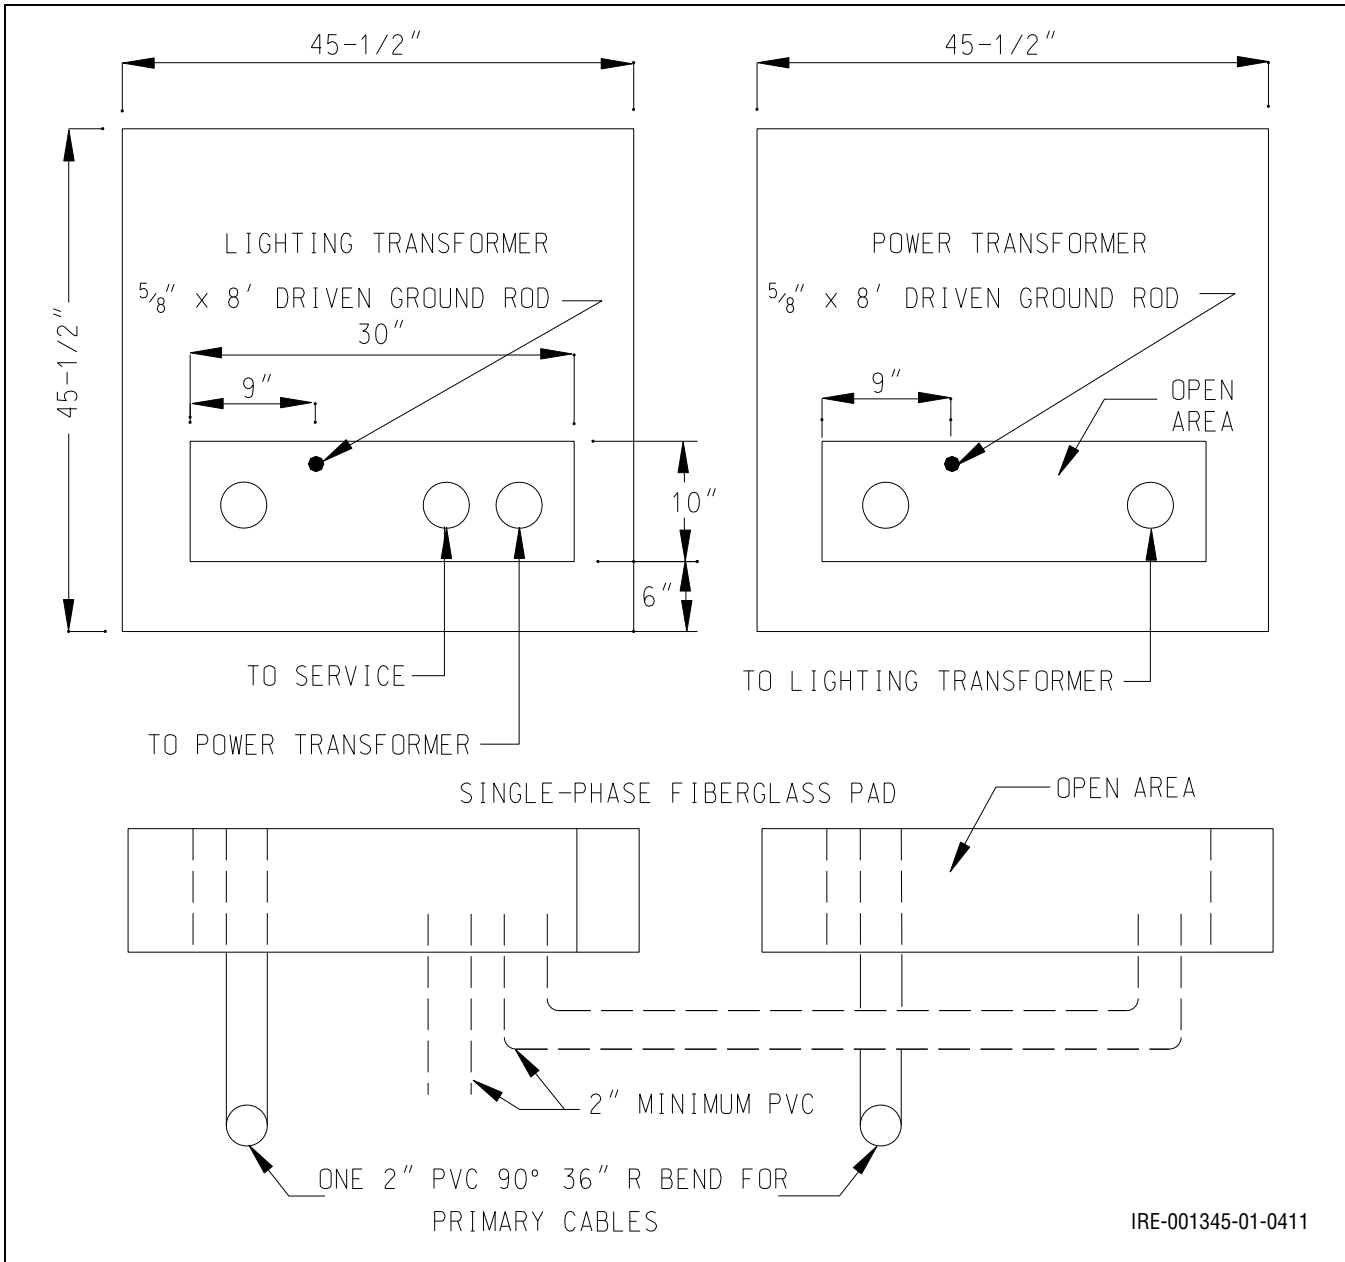 45-1/2"
45-1/2"
LIGHTING TRANSFORMER
5/8" x 8' DRIVEN GROUND ROD
30"
9"
45-1/2"
10"
6"
POWER TRANSFORMER
5/8" x 8' DRIVEN GROUND ROD
9"
OPEN
AREA
TO SERVICE
TO POWER TRANSFORMER
TO LIGHTING TRANSFORMER
SINGLE-PHASE FIBERGLASS PAD
OPEN AREA
2" MINIMUM PVC
ONE 2" PVC 90° 36" R BEND FOR
PRIMARY CABLES
IRE-001345-01-0411